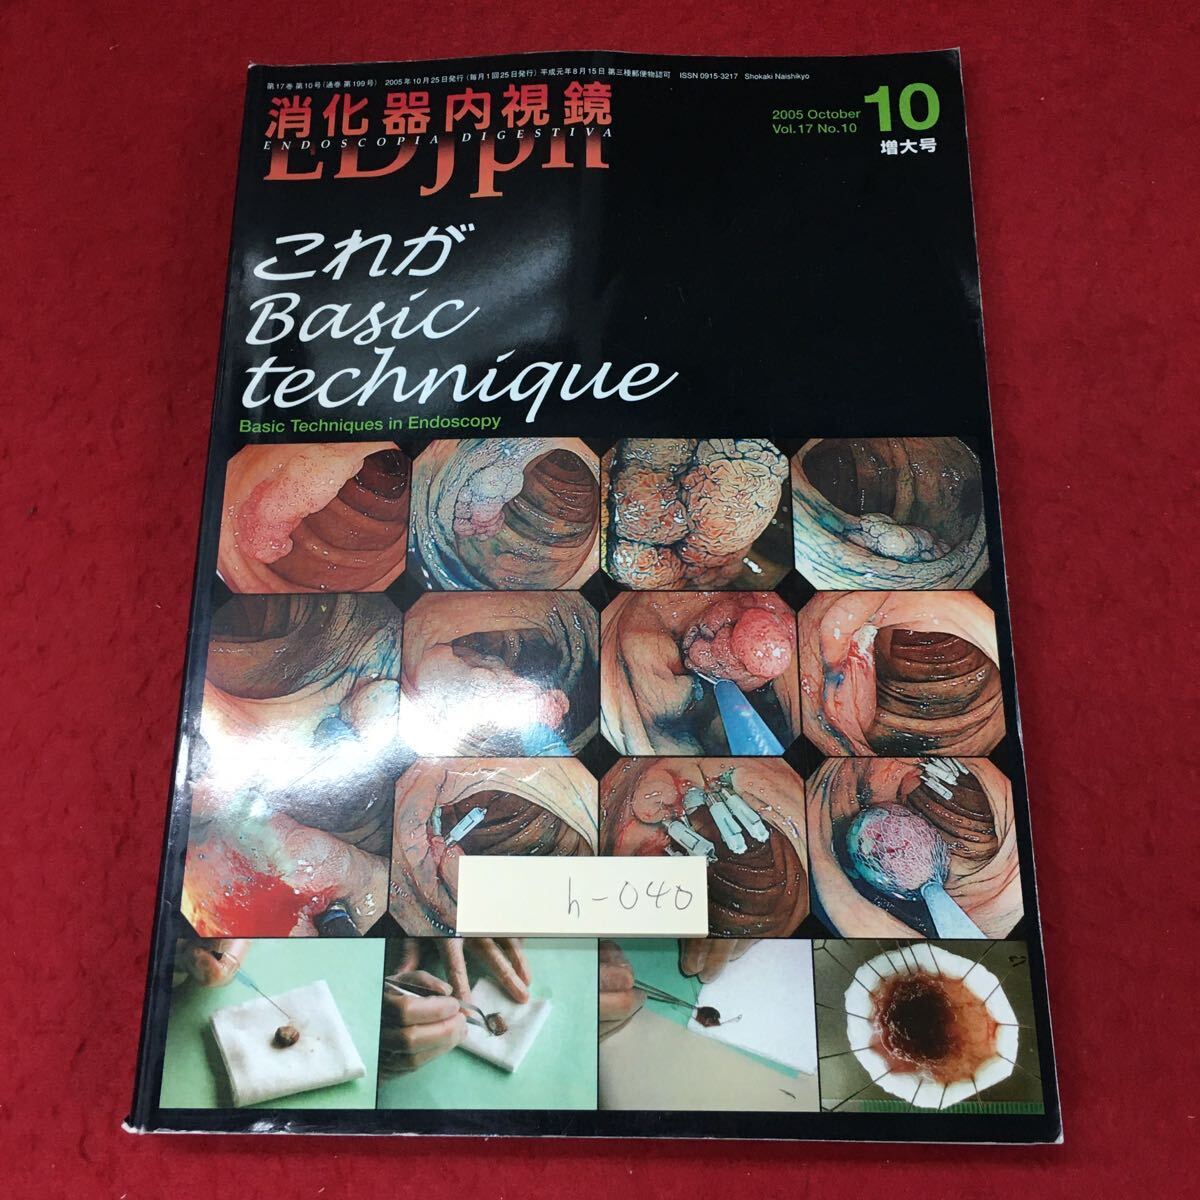 第17巻 第10号(通巻 第199号) 2005年10月25日発行(毎月1回25日発行) 平成元年8月15日 第三種郵便物認可 ISSN 0915-3217 Shokaki Naishikyo
消化器内視鏡
ENDOSCOPIA DIGESTIVA
EDjpn
2005 October
Vol.17 No.10
10
増大号
これが
Basic
technique
Basic Techniques in Endoscopy
h-040